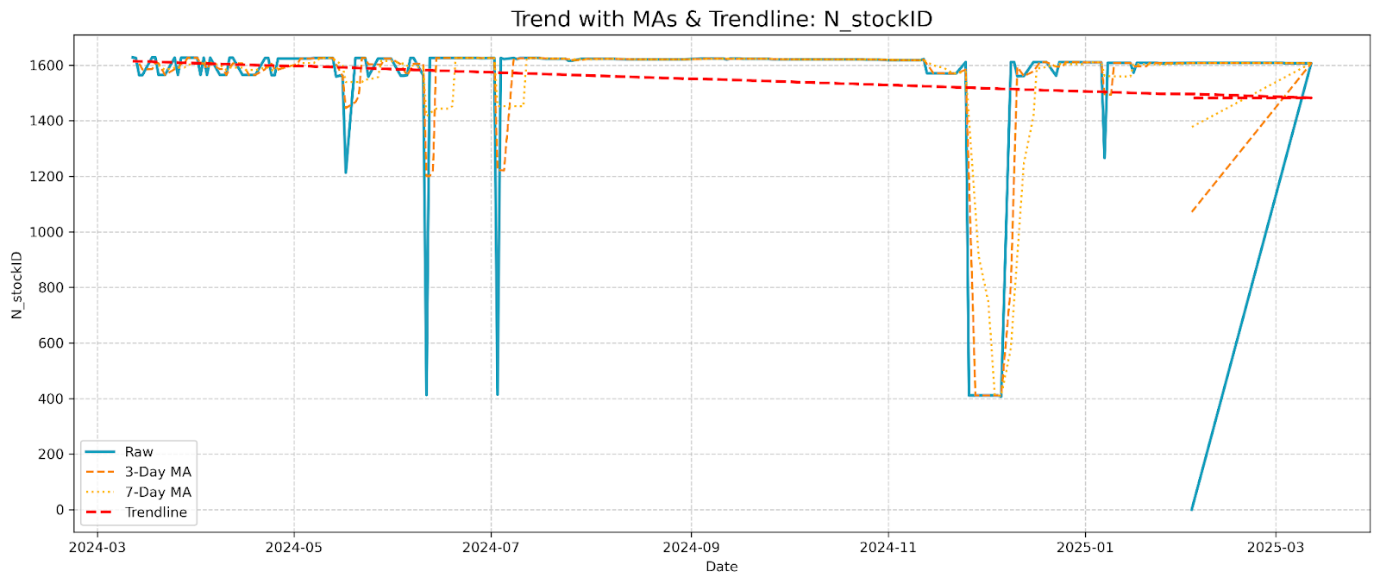 Trend with MAs & Trendline: N_stockID
N_stockID
1600
1400
1200
1000
800
600
400
200
0
Raw
3-Day MA
7-Day MA
Trendline
2024-03 2024-05 2024-07 2024-09 2024-11 2025-01 2025-03
Date